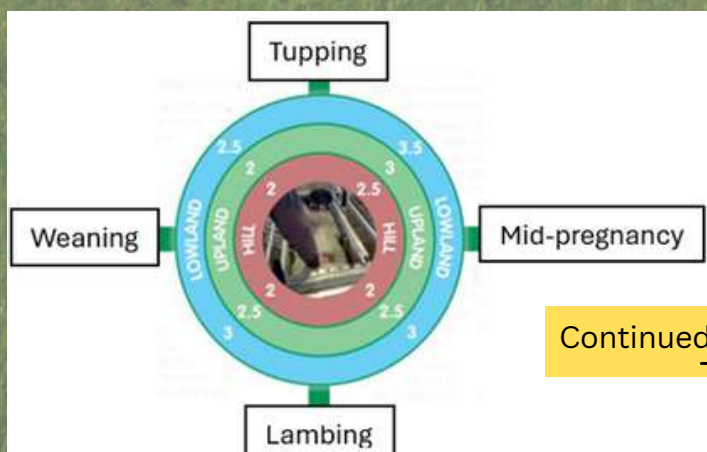 Tupping
2.5 3.5
2 3
2 2.5
Weaning
LOWLAND
UPLAND
HILL
HILL
UPLAND
LOWLAND
Mid-pregnancy
2 2
2.5 2.5
3 3
Continued
Lambing